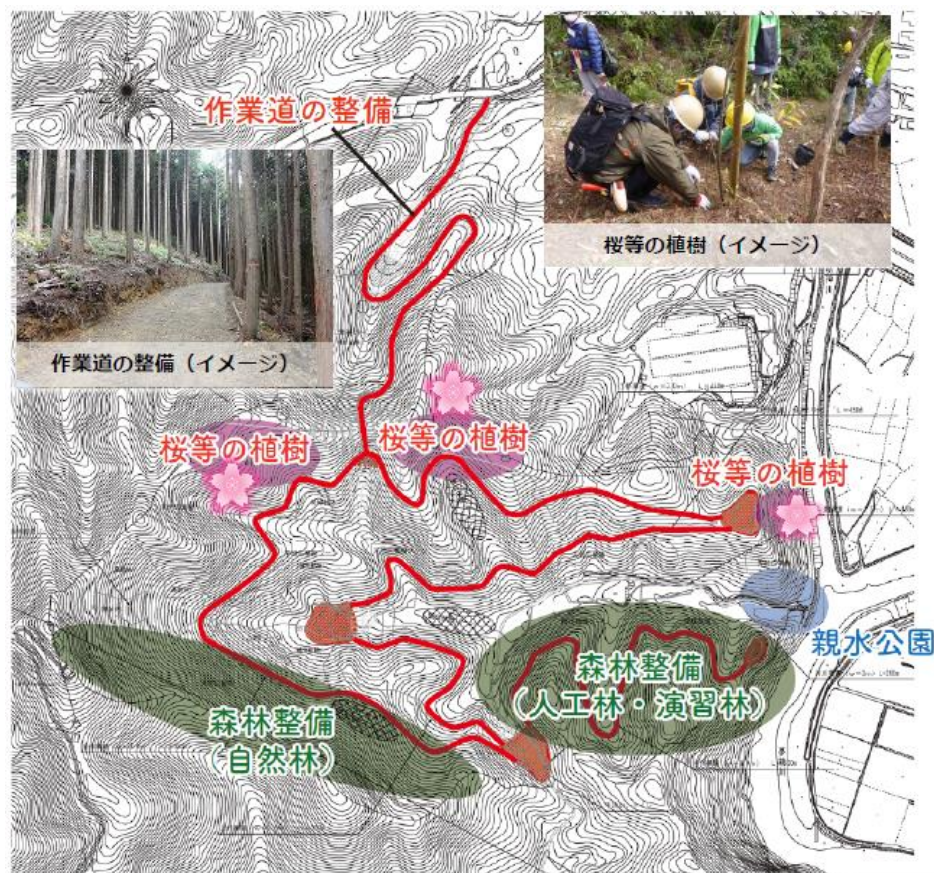 作業道の整備
作業道の整備（イメージ）
桜等の植樹（イメージ）
桜等の植樹
桜等の植樹
桜等の植樹
親水公園
森林整備
（人工林・演習林）
森林整備
（自然林）